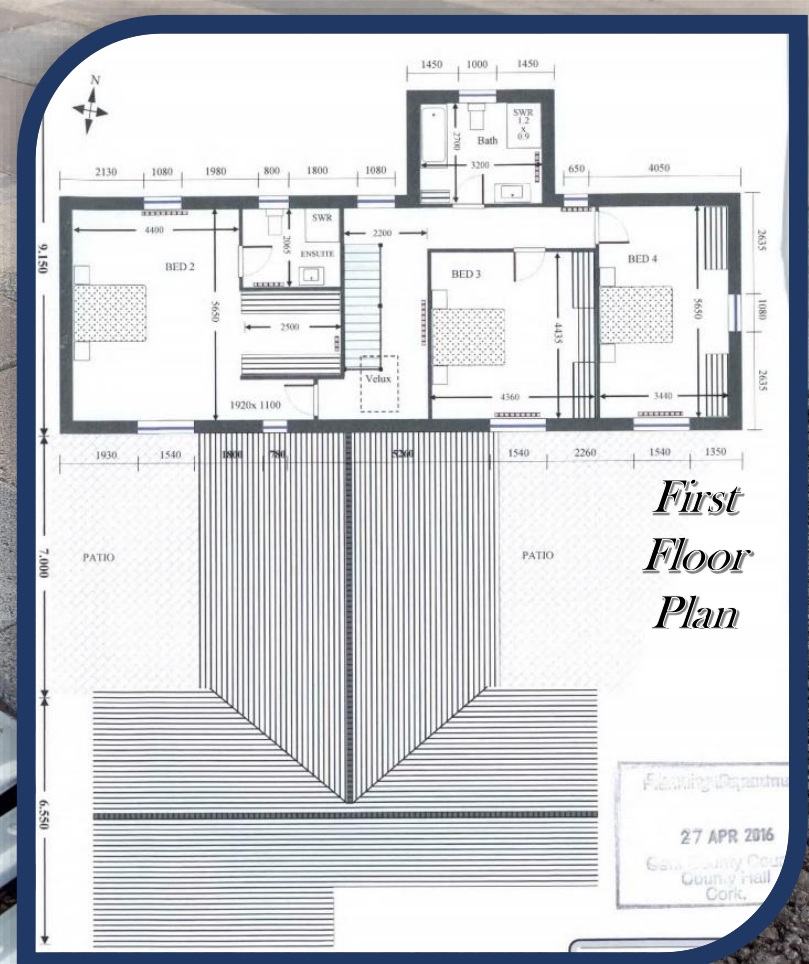 1450 1000 1450
N
SWR
1.2
x
0.9
2700
Bath
3200
2130 1080 1980 800 1800 1080
650 4050
4400
BED 2
5650
SWR
2065
ENSUITE
2500
1920x 1100
2200
Velux
BED 3
4435
4360
BED 4
5650
3440
2635
1080
2635
9.150
1930 1540 1800 780 5260 1540 2260 1540 1350
7.000
PATIO
PATIO
First
Floor
Plan
6.550
27 APR 2016
County Hall
Cork.